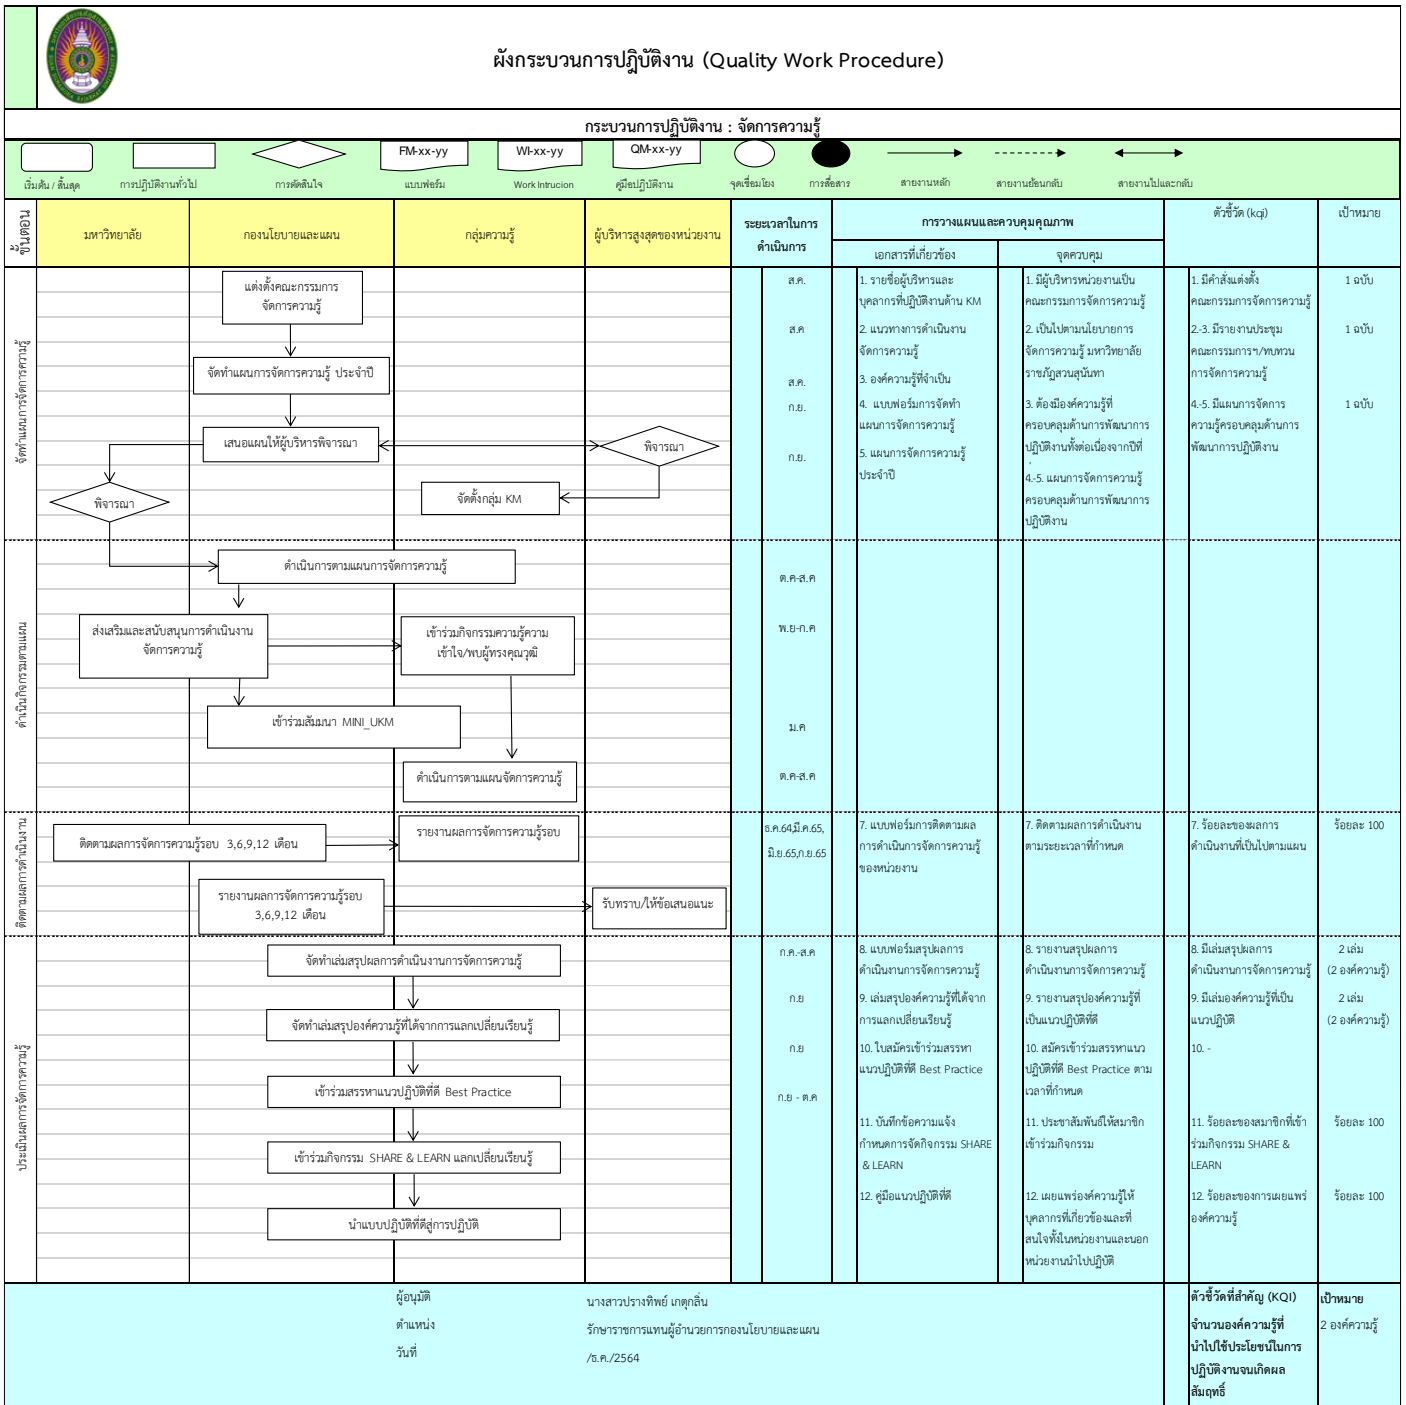 ผังกระบวนการปฎิบัติงาน (Quality Work Procedure)
กระบวนการปฏิบัติงาน : จัดการความรู้
FM-xx-yy
WI-xx-yy
QM-xx-yy
เริ่มต้น / สิ้นสุด
การปฏิบัติงานทั่วไป
การตัดสินใจ
แบบฟอร์ม
Work Intrucion
คู่มือปฏิบัติงาน
จุดเชื่อมโยง
การสื่อสาร
สายงานหลัก
สายงานย้อนกลับ
สายงานไปและกลับ
ขั้นตอน
มหาวิทยาลัย
กองนโยบายและแผน
กลุ่มความรู้
ผู้บริหารสูงสุดของหน่วยงาน
ระยะเวลาในการ
ดำเนินการ
การวางแผนและควบคุมคุณภาพ
เอกสารที่เกี่ยวข้อง
จุดควบคุม
ตัวชี้วัด (kqi)
เป้าหมาย
จัดทำแผนการจัดการความรู้
แต่งตั้งคณะกรรมการ
จัดการความรู้
จัดทำแผนการจัดการความรู้ ประจำปี
เสนอแผนให้ผู้บริหารพิจารณา
พิจารณา
พิจารณา
จัดตั้งกลุ่ม KM
ส.ค.
ส.ค
ส.ค.
ก.ย.
ก.ย.
1. รายชื่อผู้บริหารและ
บุคลากรที่ปฏิบัติงานด้าน KM
2. แนวทางการดำเนินงาน
จัดการความรู้
3. องค์ความรู้ที่จำเป็น
4. แบบฟอร์มการจัดทำ
แผนการจัดการความรู้
5. แผนการจัดการความรู้
ประจำปี
1. มีผู้บริหารหน่วยงานเป็น
คณะกรรมการจัดการความรู้
2. เป็นไปตามนโยบายการ
จัดการความรู้ มหาวิทยาลัย
ราชภัฏสวนสุนันทา
3. ต้องมีองค์ความรู้ที่
ครอบคลุมด้านการพัฒนาการ
ปฏิบัติงานทั้งต่อเนื่องจากปีที่
4.-5. แผนการจัดการความรู้
ครอบคลุมด้านการพัฒนาการ
ปฏิบัติงาน
1. มีคำสั่งแต่งตั้ง
คณะกรรมการจัดการความรู้
2.-3. มีรายงานประชุม
คณะกรรมการฯ/ทบทวน
การจัดการความรู้
4.-5. มีแผนการจัดการ
ความรู้ครอบคลุมด้านการ
พัฒนาการปฏิบัติงาน
1 ฉบับ
1 ฉบับ
1 ฉบับ
ดำเนินกิจกรรมตามแผน
ดำเนินการตามแผนการจัดการความรู้
ส่งเสริมและสนับสนุนการดำเนินงาน
จัดการความรู้
เข้าร่วมกิจกรรมความรู้ความ
เข้าใจ/พบผู้ทรงคุณวุฒิ
เข้าร่วมสัมมนา MINI_UKM
ดำเนินการตามแผนจัดการความรู้
ต.ค-ส.ค
พ.ย-ก.ค
ม.ค
ต.ค-ส.ค
ติดตามผลการดำเนินงาน
ติดตามผลการจัดการความรู้รอบ 3,6,9,12 เดือน
รายงานผลการจัดการความรู้รอบ
รายงานผลการจัดการความรู้รอบ
3,6,9,12 เดือน
รับทราบ/ให้ข้อเสนอแนะ
ธ.ค.64,มี.ค.65,
มิ.ย.65,ก.ย.65
7. แบบฟอร์มการติดตามผล
การดำเนินการจัดการความรู้
ของหน่วยงาน
7. ติดตามผลการดำเนินงาน
ตามระยะเวลาที่กำหนด
7. ร้อยละของผลการ
ดำเนินงานที่เป็นไปตามแผน
ร้อยละ 100
ประเมินผลการจัดการความรู้
จัดทำเล่มสรุปผลการดำเนินงานการจัดการความรู้
จัดทำเล่มสรุปองค์ความรู้ที่ได้จากการแลกเปลี่ยนเรียนรู้
เข้าร่วมสรรหาแนวปฏิบัติที่ดี Best Practice
เข้าร่วมกิจกรรม SHARE & LEARN แลกเปลี่ยนเรียนรู้
นำแบบปฏิบัติที่ดีสู่การปฏิบัติ
ก.ค.-ส.ค
ก.ย
ก.ย
ก.ย - ต.ค
8. แบบฟอร์มสรุปผลการ
ดำเนินงานการจัดการความรู้
9. เล่มสรุปองค์ความรู้ที่ได้จาก
การแลกเปลี่ยนเรียนรู้
10. ใบสมัครเข้าร่วมสรรหา
แนวปฏิบัติที่ดี Best Practice
11. บันทึกข้อความแจ้ง
กำหนดการจัดกิจกรรม SHARE
& LEARN
12. คู่มือแนวปฏิบัติที่ดี
8. รายงานสรุปผลการ
ดำเนินงานการจัดการความรู้
9. รายงานสรุปองค์ความรู้ที่
เป็นแนวปฏิบัติที่ดี
10. สมัครเข้าร่วมสรรหาแนว
ปฏิบัติที่ดี Best Practice ตาม
เวลาที่กำหนด
11. ประชาสัมพันธ์ให้สมาชิก
เข้าร่วมกิจกรรม
12. เผยแพร่องค์ความรู้ให้
บุคลากรที่เกี่ยวข้องและที่
สนใจทั้งในหน่วยงานและนอก
หน่วยงานนำไปปฏิบัติ
8. มีเล่มสรุปผลการ
ดำเนินงานการจัดการความรู้
9. มีเล่มองค์ความรู้ที่เป็น
แนวปฏิบัติ
10. -
11. ร้อยละของสมาชิกที่เข้า
ร่วมกิจกรรม SHARE &
LEARN
12. ร้อยละของการเผยแพร่
องค์ความรู้
2 เล่ม
(2 องค์ความรู้)
2 เล่ม
(2 องค์ความรู้)
ร้อยละ 100
ร้อยละ 100
ผู้อนุมัติ
นางสาวปรางทิพย์ เกตุกลิ่น
ตำแหน่ง
รักษาราชการแทนผู้อำนวยการกองนโยบายและแผน
วันที่
/ธ.ค./2564
ตัวชี้วัดที่สำคัญ (KQI)
จำนวนองค์ความรู้ที่
นำไปใช้ประโยชน์ในการ
ปฏิบัติงานจนเกิดผล
สัมฤทธิ์
เป้าหมาย
2 องค์ความรู้